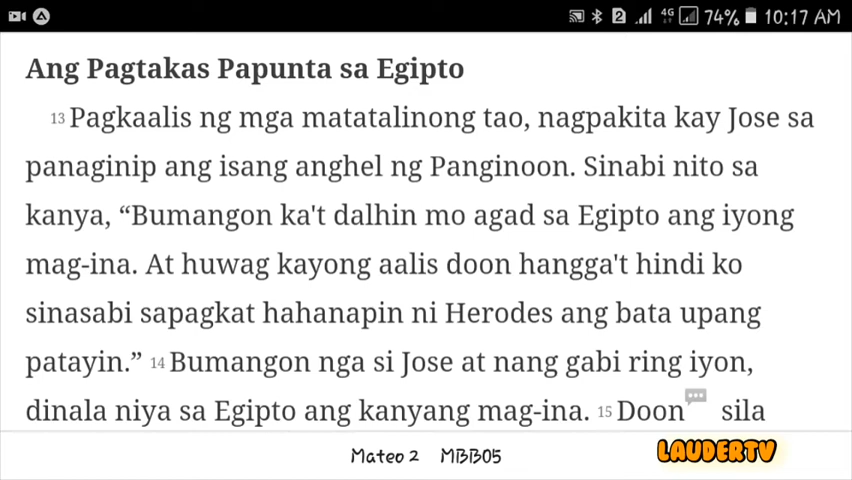 2 4G 74% 10:17 AM
Ang Pagtakas Papunta sa Egipto
13 Pagkaalis ng mga matatalinong tao, nagpakita kay Jose sa
panaginip ang isang anghel ng Panginoon. Sinabi nito sa
kanya, “Bumangon ka't dalhin mo agad sa Egipto ang iyong
mag-ina. At huwag kayong aalis doon hangga't hindi ko
sinasabi sapagkat hahanapin ni Herodes ang bata upang
patayin.” 14 Bumangon nga si Jose at nang gabi ring iyon,
dinala niya sa Egipto ang kanyang mag-ina. 15 Doon sila
Mateo 2 MBB05
LAUDERTV